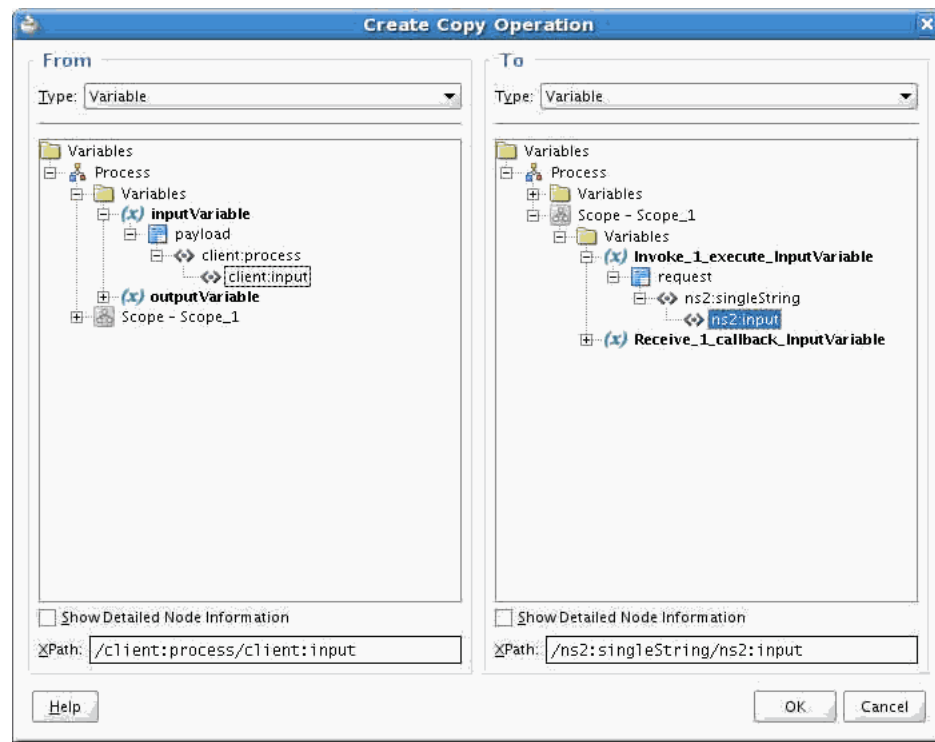 Create Copy Operation
From
Type: Variable
Variables
Process
Variables
(x) inputVariable
payload
client:process
client:input
(x) outputVariable
Scope - Scope_1
Show Detailed Node Information
XPath: /client:process/client:input
To
Type: Variable
Variables
Process
Variables
Scope - Scope_1
Variables
(x) Invoke_1_execute_InputVariable
request
ns2:singleString
ns2:input
(x) Receive_1_callback_InputVariable
Show Detailed Node Information
XPath: /ns2:singleString/ns2:input
Help
OK
Cancel